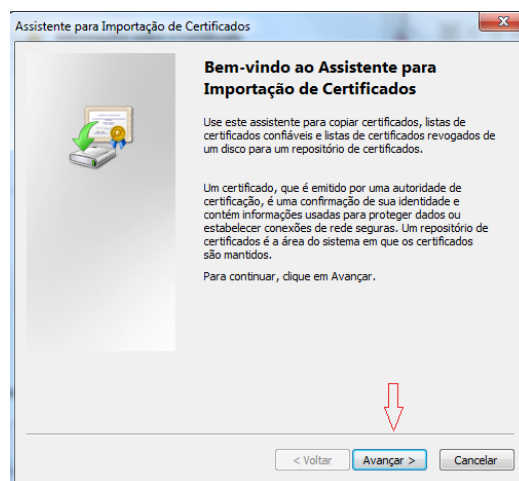 Assistente para Importação de Certificados
Bem-vindo ao Assistente para
Importação de Certificados
Use este assistente para copiar certificados, listas de
certificados confiáveis e listas de certificados revogados de
um disco para um repositório de certificados.
Um certificado, que é emitido por uma autoridade de
certificação, é uma confirmação de sua identidade e
contém informações usadas para proteger dados ou
estabelecer conexões de rede seguras. Um repositório de
certificados é a área do sistema em que os certificados
são mantidos.
Para continuar, clique em Avançar.
< Voltar Avançar > Cancelar